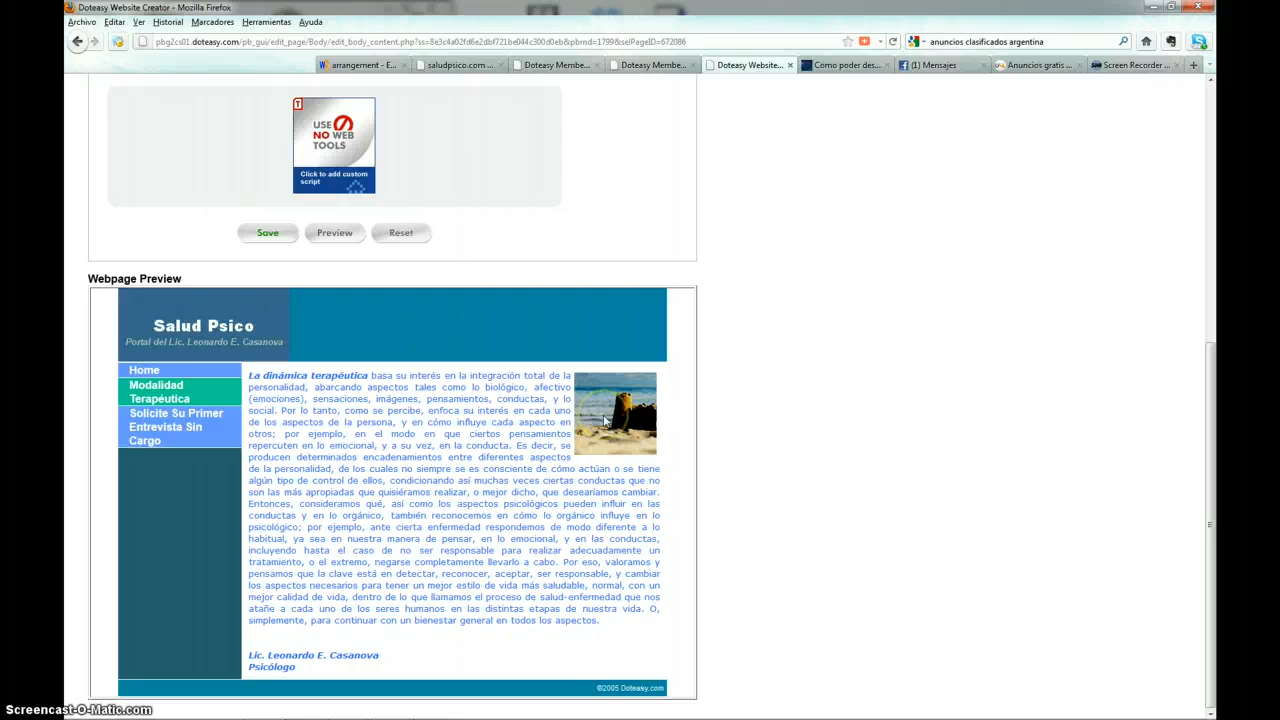 Doteasy Website Creator - Mozilla Firefox
Archivo Editar Ver Historial Marcadores Herramientas Ayuda
pbg2cs01.doteasy.com/pb_gui/edit_page/Body/edit_body_content.php?ss=8e3c4a02fd6e2dbf721be044c300d0eb&pbrnd=1799&selPageID=672086
anuncios clasificados argentina
arrangement - E...
saludpsico.com ...
Doteasy Membe...
Doteasy Membe...
Doteasy Website...
Como poder des...
(1) Mensajes
Anuncios gratis ...
Screen Recorder ...
USE
NO WEB
TOOLS
Click to add custom
script
Save Preview Reset
Webpage Preview
Salud Psico
Portal del Lic. Leonardo E. Casanova
Home
Modalidad
Terapéutica
Solicite Su Primer
Entrevista Sin
Cargo
La dinámica terapéutica basa su interés en la integración total de la
personalidad, abarcando aspectos tales como lo biológico, afectivo
(emociones), sensaciones, imágenes, pensamientos, conductas, y lo
social. Por lo tanto, como se percibe, enfoca su interés en cada uno
de los aspectos de la persona, y en cómo influye cada aspecto en
otros; por ejemplo, en el modo en que ciertos pensamientos
repercuten en lo emocional, y a su vez, en la conducta. Es decir, se
producen determinados encadenamientos entre diferentes aspectos
de la personalidad, de los cuales no siempre se es consciente de cómo actúan o se tiene
algún tipo de control de ellos, condicionando así muchas veces ciertas conductas que no
son las más apropiadas que quisiéramos realizar, o mejor dicho, que desearíamos cambiar.
Entonces, consideramos qué, así como los aspectos psicológicos pueden influir en las
conductas y en lo orgánico, también reconocemos en cómo lo orgánico influye en lo
psicológico; por ejemplo, ante cierta enfermedad respondemos de modo diferente a lo
habitual, ya sea en nuestra manera de pensar, en lo emocional, y en las conductas,
incluyendo hasta el caso de no ser responsable para realizar adecuadamente un
tratamiento, o el extremo, negarse completamente llevarlo a cabo. Por eso, valoramos y
pensamos que la clave está en detectar, reconocer, aceptar, ser responsable, y cambiar
los aspectos necesarios para tener un mejor estilo de vida más saludable, normal, con un
mejor calidad de vida, dentro de lo que llamamos el proceso de salud-enfermedad que nos
atañe a cada uno de los seres humanos en las distintas etapas de nuestra vida. O,
simplemente, para continuar con un bienestar general en todos los aspectos.
Lic. Leonardo E. Casanova
Psicólogo
©2005 Doteasy.com
Screencast-O-Matic.com